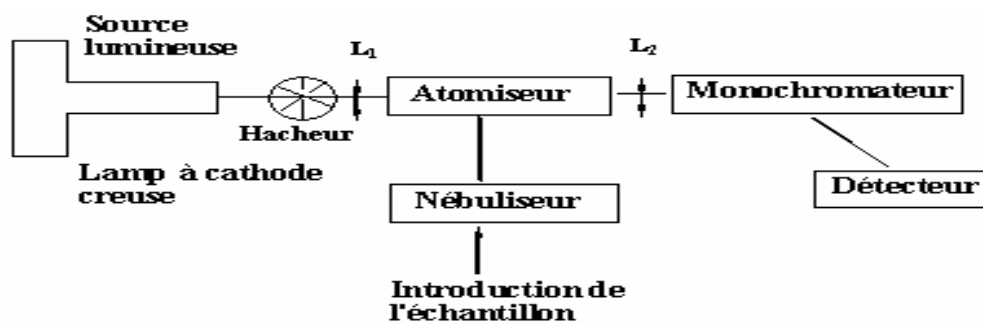 Source
lumineuse
L₁
L₂
Atomiseur
Monochromateur
Hacheur
Lamp à cathode
creuse
Nébuliseur
Détecteur
Introduction de
l'échantillon